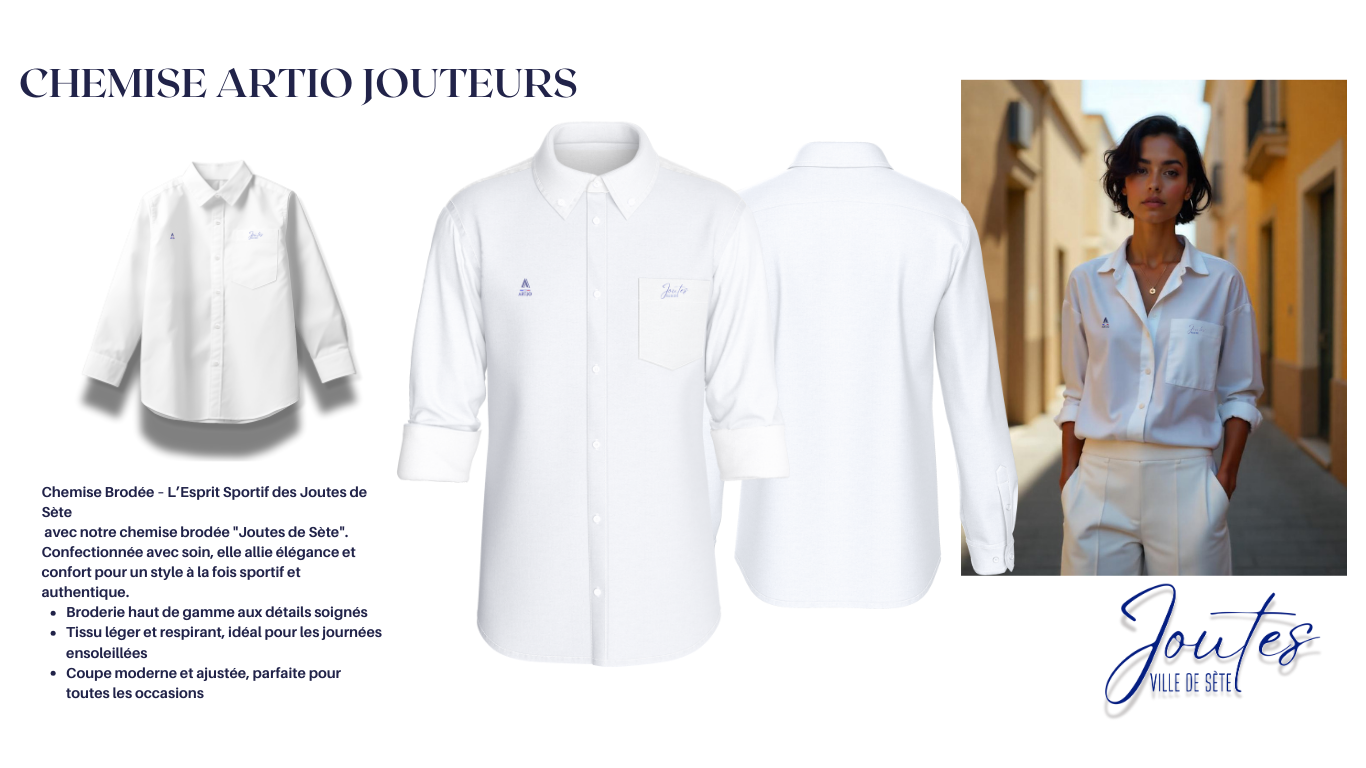 CHEMISE ARTIO JOUTEURS
Joutes
ARTIO
Joutes
Chemise Brodée – L’Esprit Sportif des Joutes de
Sète
avec notre chemise brodée "Joutes de Sète".
Confectionnée avec soin, elle allie élégance et
confort pour un style à la fois sportif et
authentique.
• Broderie haut de gamme aux détails soignés
• Tissu léger et respirant, idéal pour les journées
ensoleillées
• Coupe moderne et ajustée, parfaite pour
toutes les occasions
Joutes
VILLE DE SÈTE